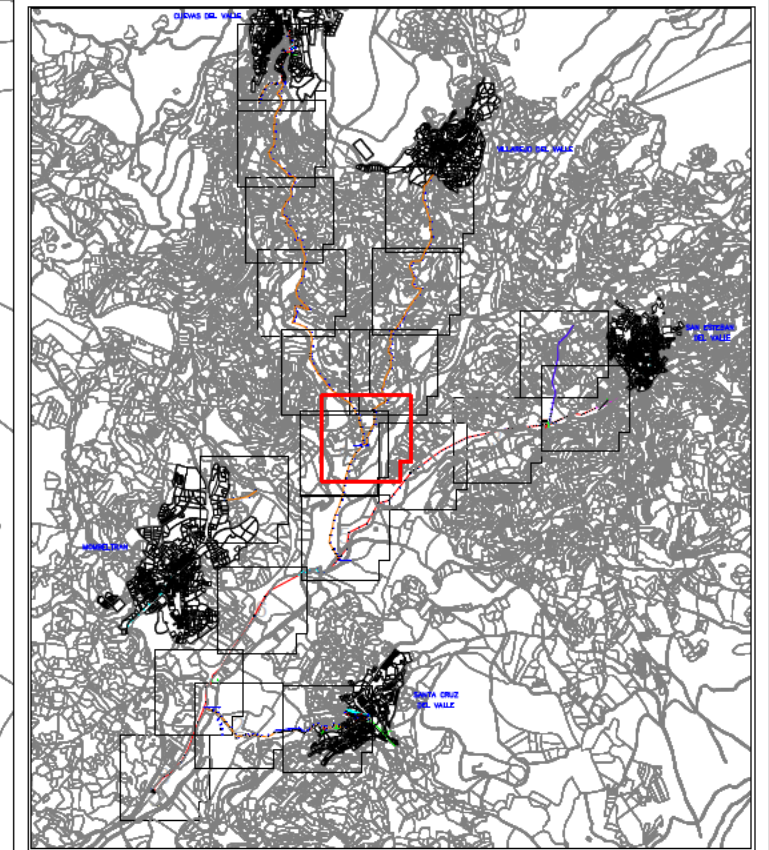 CUEVAS DEL VALLE
VILLAREJO DEL VALLE
SAN ESTEBAN
DEL VALLE
MOMBELTRAN
SANTA CRUZ
DEL VALLE